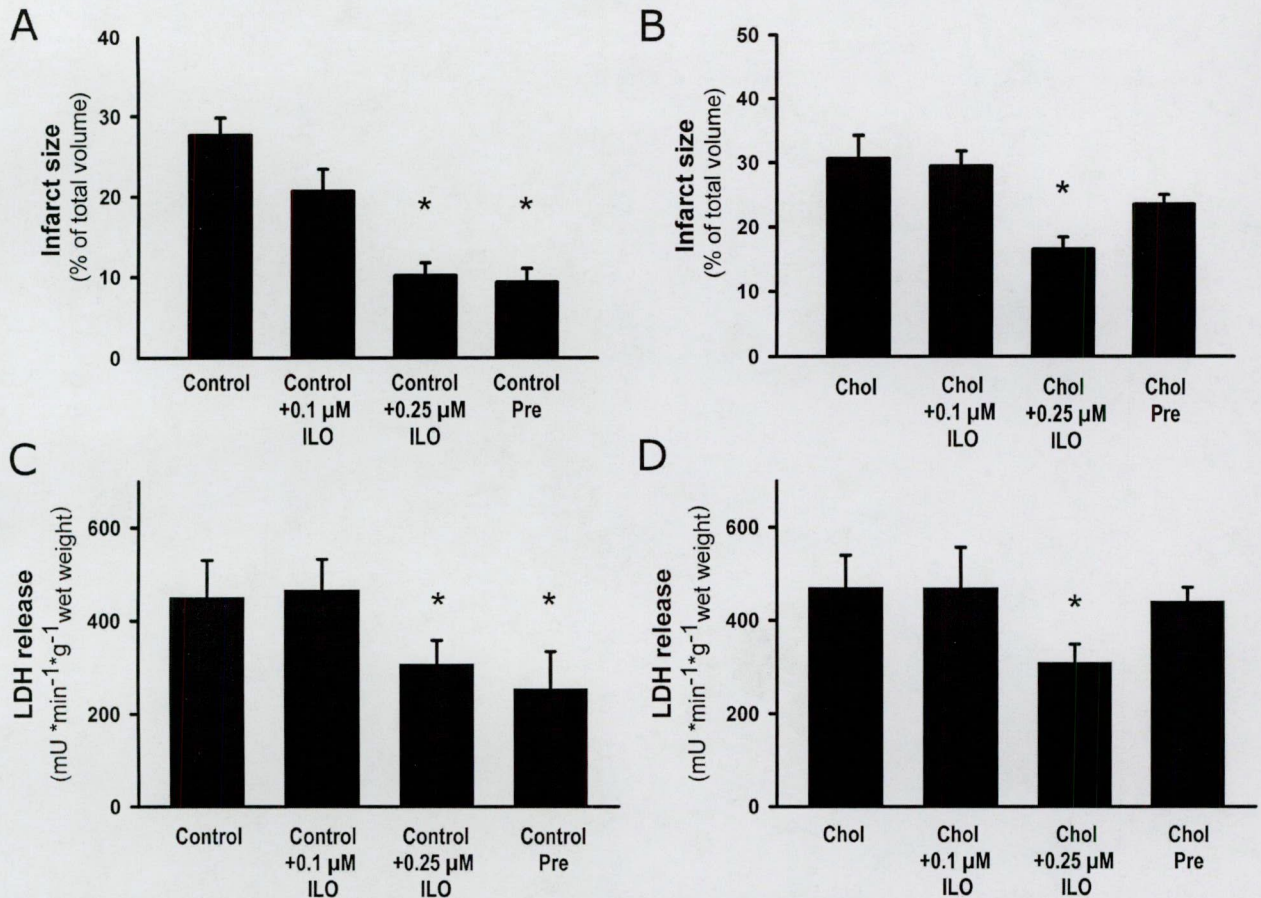 A
Infarct size
(% of total volume)
40
30
20
10
0
*
*
Control
Control
+0.1 µM
ILO
Control
+0.25 µM
ILO
Control
Pre
B
Infarct size
(% of total volume)
50
40
30
20
10
0
*
Chol
Chol
+0.1 µM
ILO
Chol
+0.25 µM
ILO
Chol
Pre
C
LDH release
(mU *min⁻¹*g⁻¹ wet weight)
600
400
200
0
*
*
Control
Control
+0.1 µM
ILO
Control
+0.25 µM
ILO
Control
Pre
D
LDH release
(mU *min⁻¹*g⁻¹ wet weight)
600
400
200
0
*
Chol
Chol
+0.1 µM
ILO
Chol
+0.25 µM
ILO
Chol
Pre